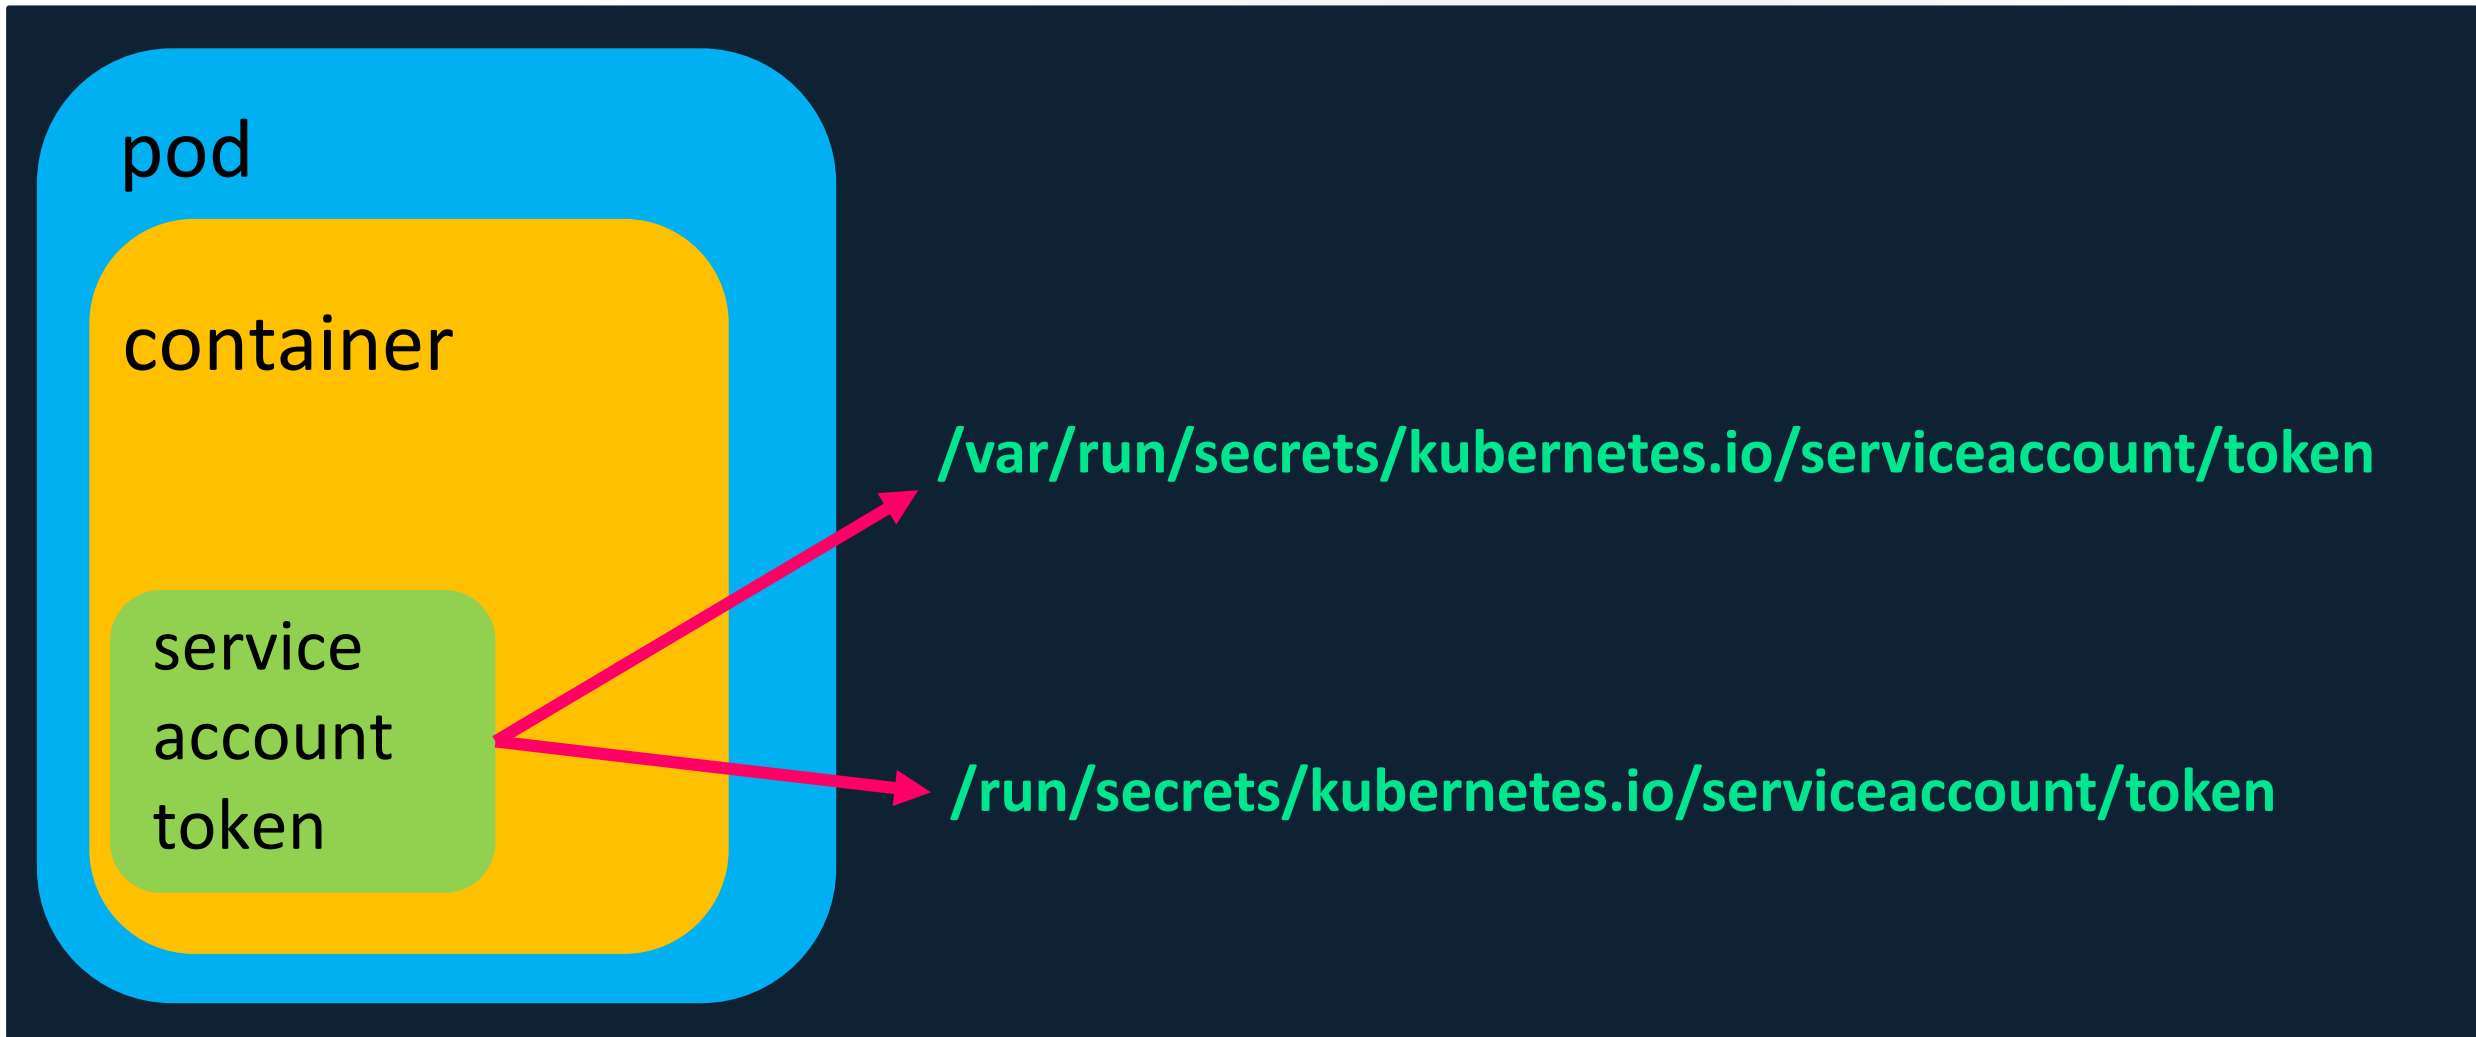 pod
container
/var/run/secrets/kubernetes.io/serviceaccount/token
service
account
token
/run/secrets/kubernetes.io/serviceaccount/token